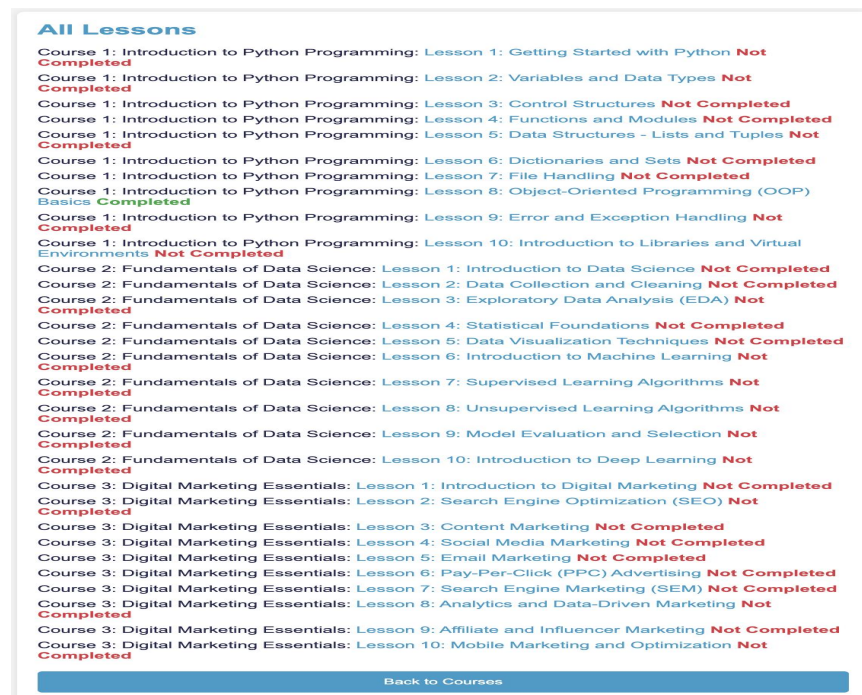 All Lessons
Course 1: Introduction to Python Programming: Lesson 1: Getting Started with Python Not
Completed
Course 1: Introduction to Python Programming: Lesson 2: Variables and Data Types Not
Completed
Course 1: Introduction to Python Programming: Lesson 3: Control Structures Not Completed
Course 1: Introduction to Python Programming: Lesson 4: Functions and Modules Not Completed
Course 1: Introduction to Python Programming: Lesson 5: Data Structures - Lists and Tuples Not
Completed
Course 1: Introduction to Python Programming: Lesson 6: Dictionaries and Sets Not Completed
Course 1: Introduction to Python Programming: Lesson 7: File Handling Not Completed
Course 1: Introduction to Python Programming: Lesson 8: Object-Oriented Programming (OOP)
Basics Completed
Course 1: Introduction to Python Programming: Lesson 9: Error and Exception Handling Not
Completed
Course 1: Introduction to Python Programming: Lesson 10: Introduction to Libraries and Virtual
Environments Not Completed
Course 2: Fundamentals of Data Science: Lesson 1: Introduction to Data Science Not Completed
Course 2: Fundamentals of Data Science: Lesson 2: Data Collection and Cleaning Not Completed
Course 2: Fundamentals of Data Science: Lesson 3: Exploratory Data Analysis (EDA) Not
Completed
Course 2: Fundamentals of Data Science: Lesson 4: Statistical Foundations Not Completed
Course 2: Fundamentals of Data Science: Lesson 5: Data Visualization Techniques Not Completed
Course 2: Fundamentals of Data Science: Lesson 6: Introduction to Machine Learning Not
Completed
Course 2: Fundamentals of Data Science: Lesson 7: Supervised Learning Algorithms Not
Completed
Course 2: Fundamentals of Data Science: Lesson 8: Unsupervised Learning Algorithms Not
Completed
Course 2: Fundamentals of Data Science: Lesson 9: Model Evaluation and Selection Not
Completed
Course 2: Fundamentals of Data Science: Lesson 10: Introduction to Deep Learning Not
Completed
Course 3: Digital Marketing Essentials: Lesson 1: Introduction to Digital Marketing Not Completed
Course 3: Digital Marketing Essentials: Lesson 2: Search Engine Optimization (SEO) Not
Completed
Course 3: Digital Marketing Essentials: Lesson 3: Content Marketing Not Completed
Course 3: Digital Marketing Essentials: Lesson 4: Social Media Marketing Not Completed
Course 3: Digital Marketing Essentials: Lesson 5: Email Marketing Not Completed
Course 3: Digital Marketing Essentials: Lesson 6: Pay-Per-Click (PPC) Advertising Not Completed
Course 3: Digital Marketing Essentials: Lesson 7: Search Engine Marketing (SEM) Not Completed
Course 3: Digital Marketing Essentials: Lesson 8: Analytics and Data-Driven Marketing Not
Completed
Course 3: Digital Marketing Essentials: Lesson 9: Affiliate and Influencer Marketing Not Completed
Course 3: Digital Marketing Essentials: Lesson 10: Mobile Marketing and Optimization Not
Completed
Back to Courses